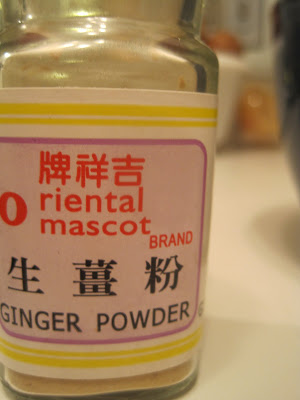 牌祥吉
oriental
mascot
BRAND
生薑粉
GINGER POWDER